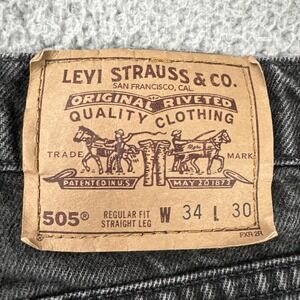 LEVI STRAUSS & CO.
SAN FRANCISCO, CAL.
ORIGINAL RIVETED
QUALITY CLOTHING
TRADE MARK
PATENTED IN U.S. MAY 20 1873
505® REGULAR FIT W 34 L 30
STRAIGHT LEG